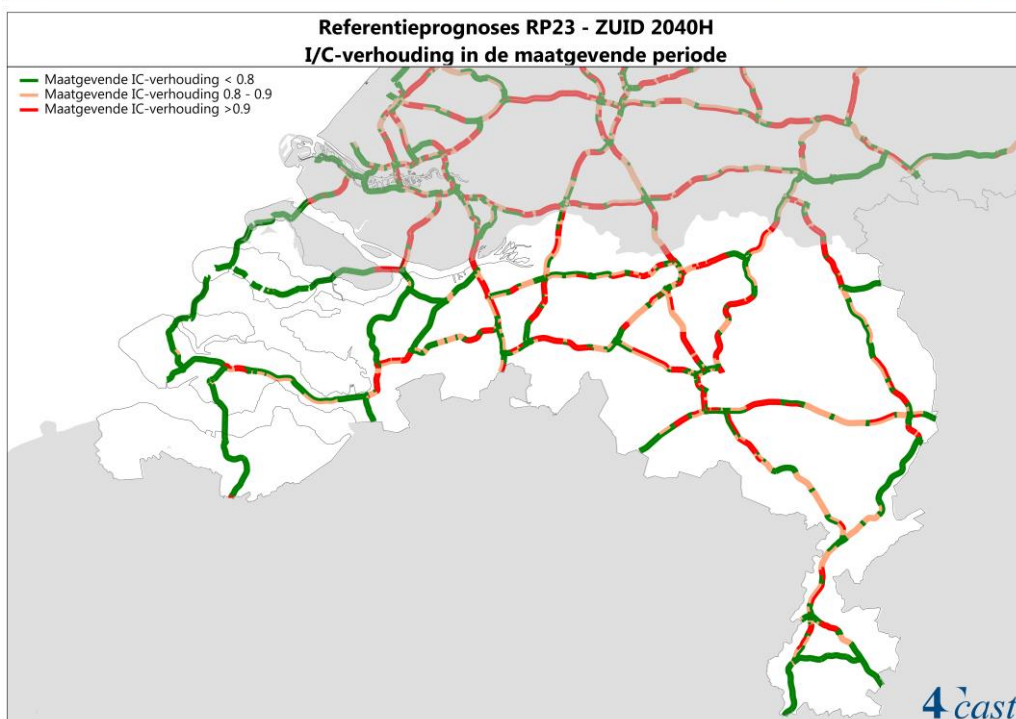 Referentieprognoses RP23 - ZUID 2040H
I/C-verhouding in de maatgevende periode
Maatgevende IC-verhouding < 0.8
Maatgevende IC-verhouding 0.8 - 0.9
Maatgevende IC-verhouding >0.9
4cast